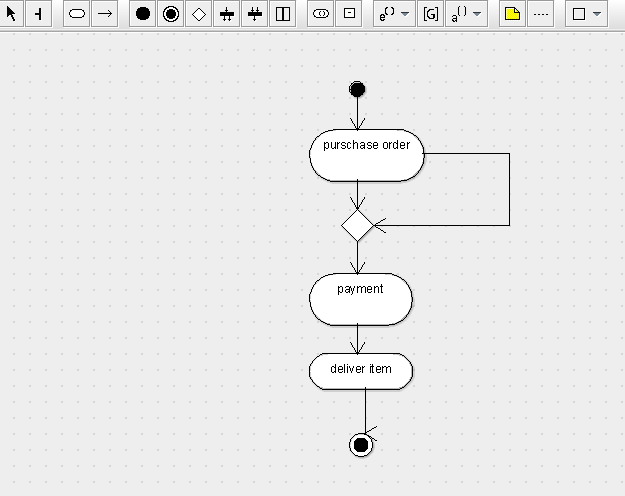 e()
[G]
a()
purschase order
payment
deliver item